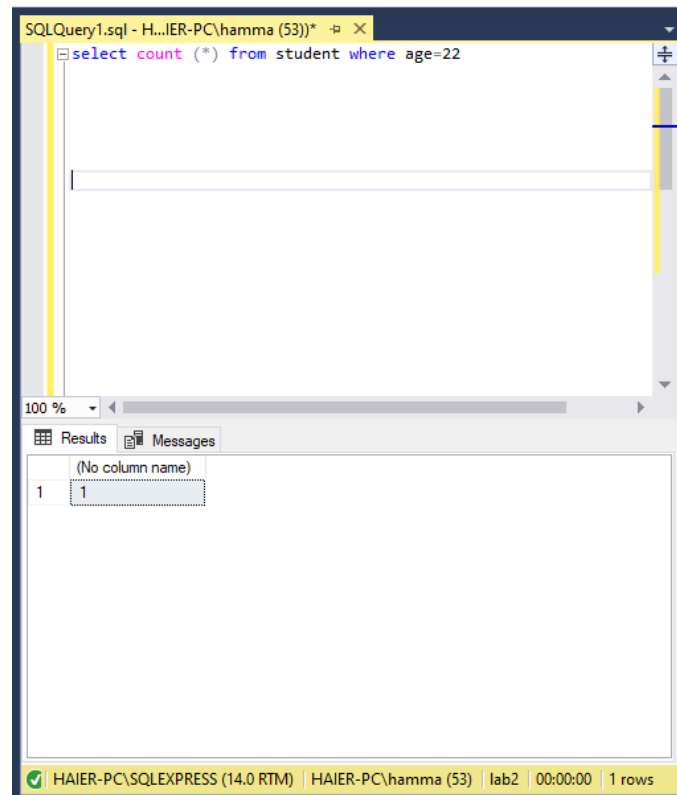 SQLQuery1.sql - H...IER-PC\hamma (53))*
select count (*) from student where age=22
100 %
Results Messages
(No column name)
1 1
HAIER-PC\SQLEXPRESS (14.0 RTM) HAIER-PC\hamma (53) lab2 00:00:00 1 rows